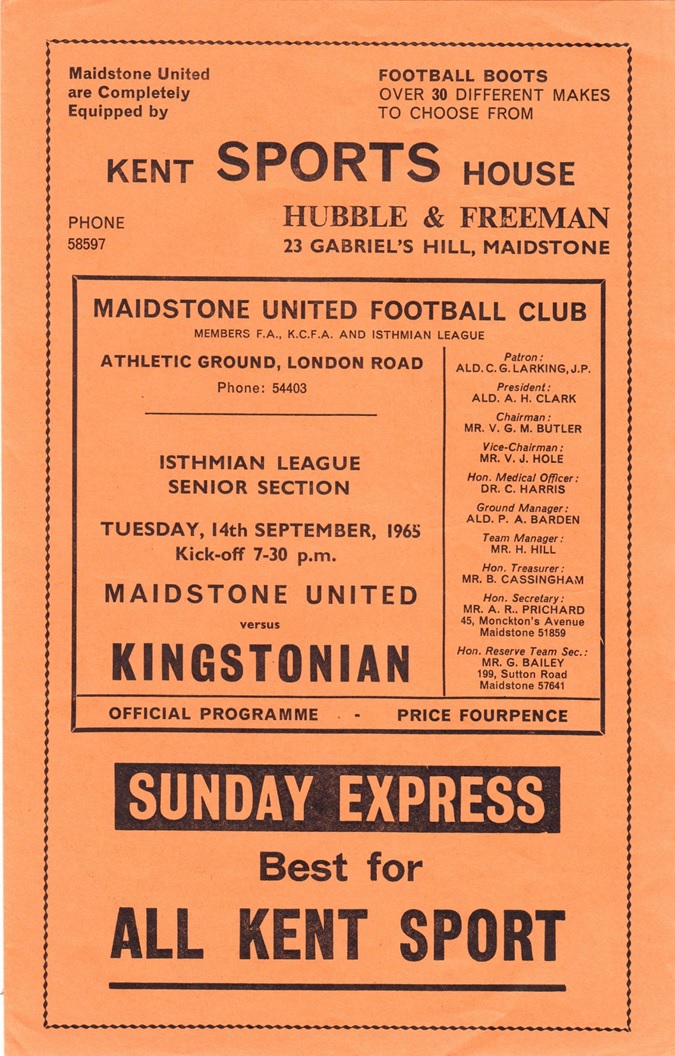 Maidstone United
are Completely
Equipped by
FOOTBALL BOOTS
OVER 30 DIFFERENT MAKES
TO CHOOSE FROM
KENT SPORTS HOUSE
PHONE
58597
HUBBLE & FREEMAN
23 GABRIEL'S HILL, MAIDSTONE
MAIDSTONE UNITED FOOTBALL CLUB
MEMBERS F.A., K.C.F.A. AND ISTHMIAN LEAGUE
ATHLETIC GROUND, LONDON ROAD
Phone: 54403
ISTHMIAN LEAGUE
SENIOR SECTION
TUESDAY, 14th SEPTEMBER, 1965
Kick-off 7-30 p.m.
MAIDSTONE UNITED
versus
KINGSTONIAN
Patron:
ALD. C. G. LARKING, J.P.
President:
ALD. A. H. CLARK
Chairman:
MR. V. G. M. BUTLER
Vice-Chairman:
MR. V. J. HOLE
Hon. Medical Officer:
DR. C. HARRIS
Ground Manager:
ALD. P. A. BARDEN
Team Manager:
MR. H. HILL
Hon. Treasurer:
MR. B. CASSINGHAM
Hon. Secretary:
MR. A. R.. PRICHARD
45, Monckton's Avenue
Maidstone 51859
Hon. Reserve Team Sec.:
MR. G. BAILEY
199, Sutton Road
Maidstone 57641
OFFICIAL PROGRAMME - PRICE FOURPENCE
SUNDAY EXPRESS
Best for
ALL KENT SPORT